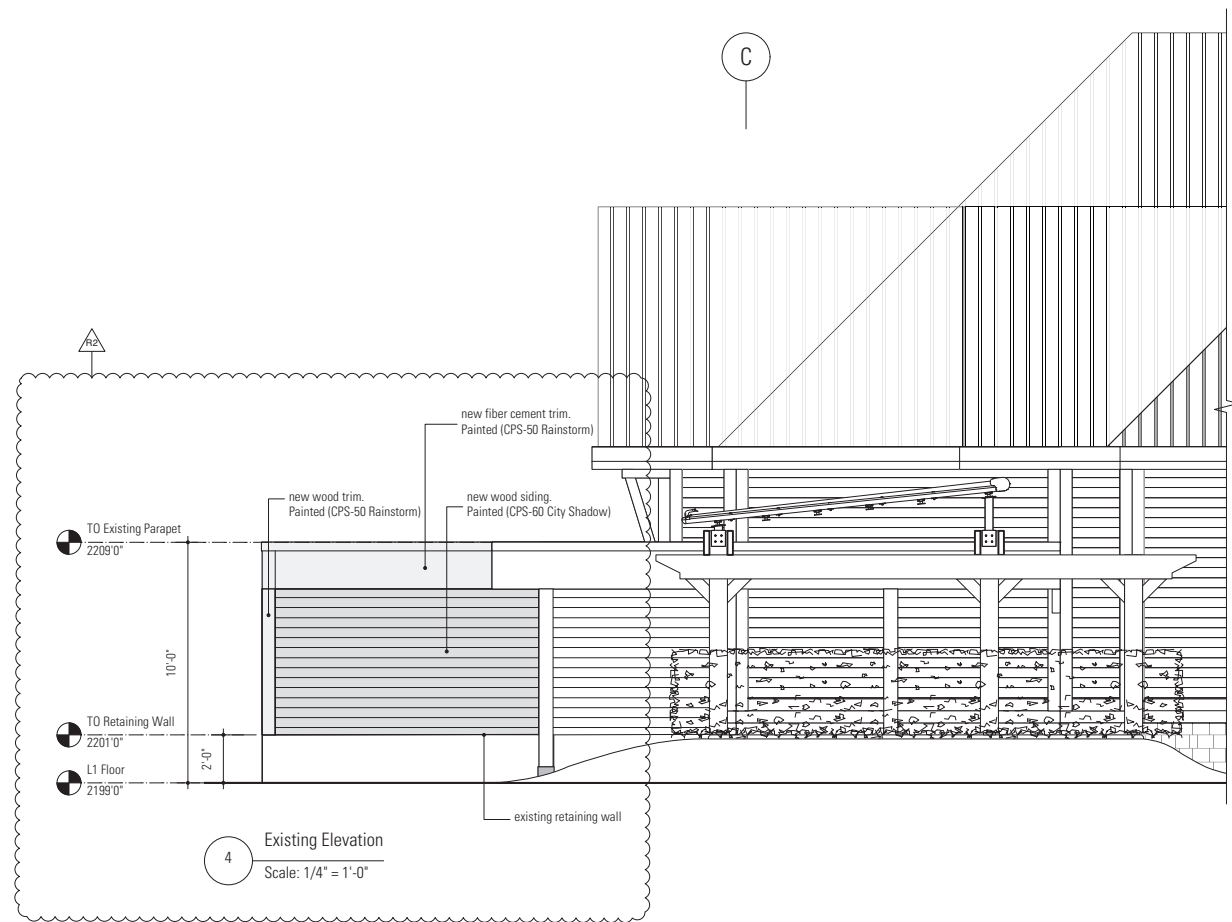 C
R2
new fiber cement trim.
Painted (CPS-50 Rainstorm)
new wood trim.
Painted (CPS-50 Rainstorm)
new wood siding.
Painted (CPS-60 City Shadow)
TO Existing Parapet
2209'0"
10'-0"
TO Retaining Wall
2201'0"
2'-0"
L1 Floor
2199'0"
existing retaining wall
4
Existing Elevation
Scale: 1/4" = 1'-0"